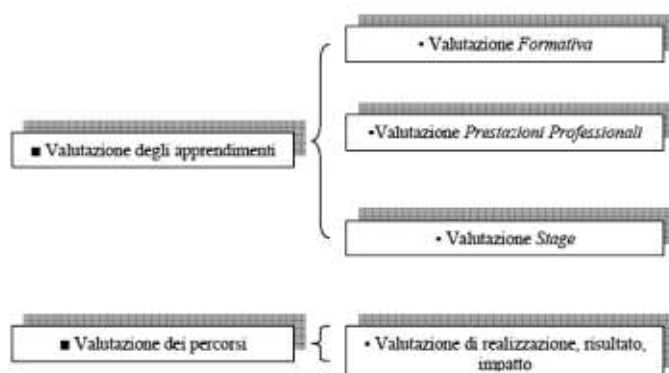 • Valutazione Formativa
■ Valutazione degli apprendimenti
•Valutazione Prestazioni Professionali
• Valutazione Stage
■ Valutazione dei percorsi
• Valutazione di realizzazione, risultato,
impatto